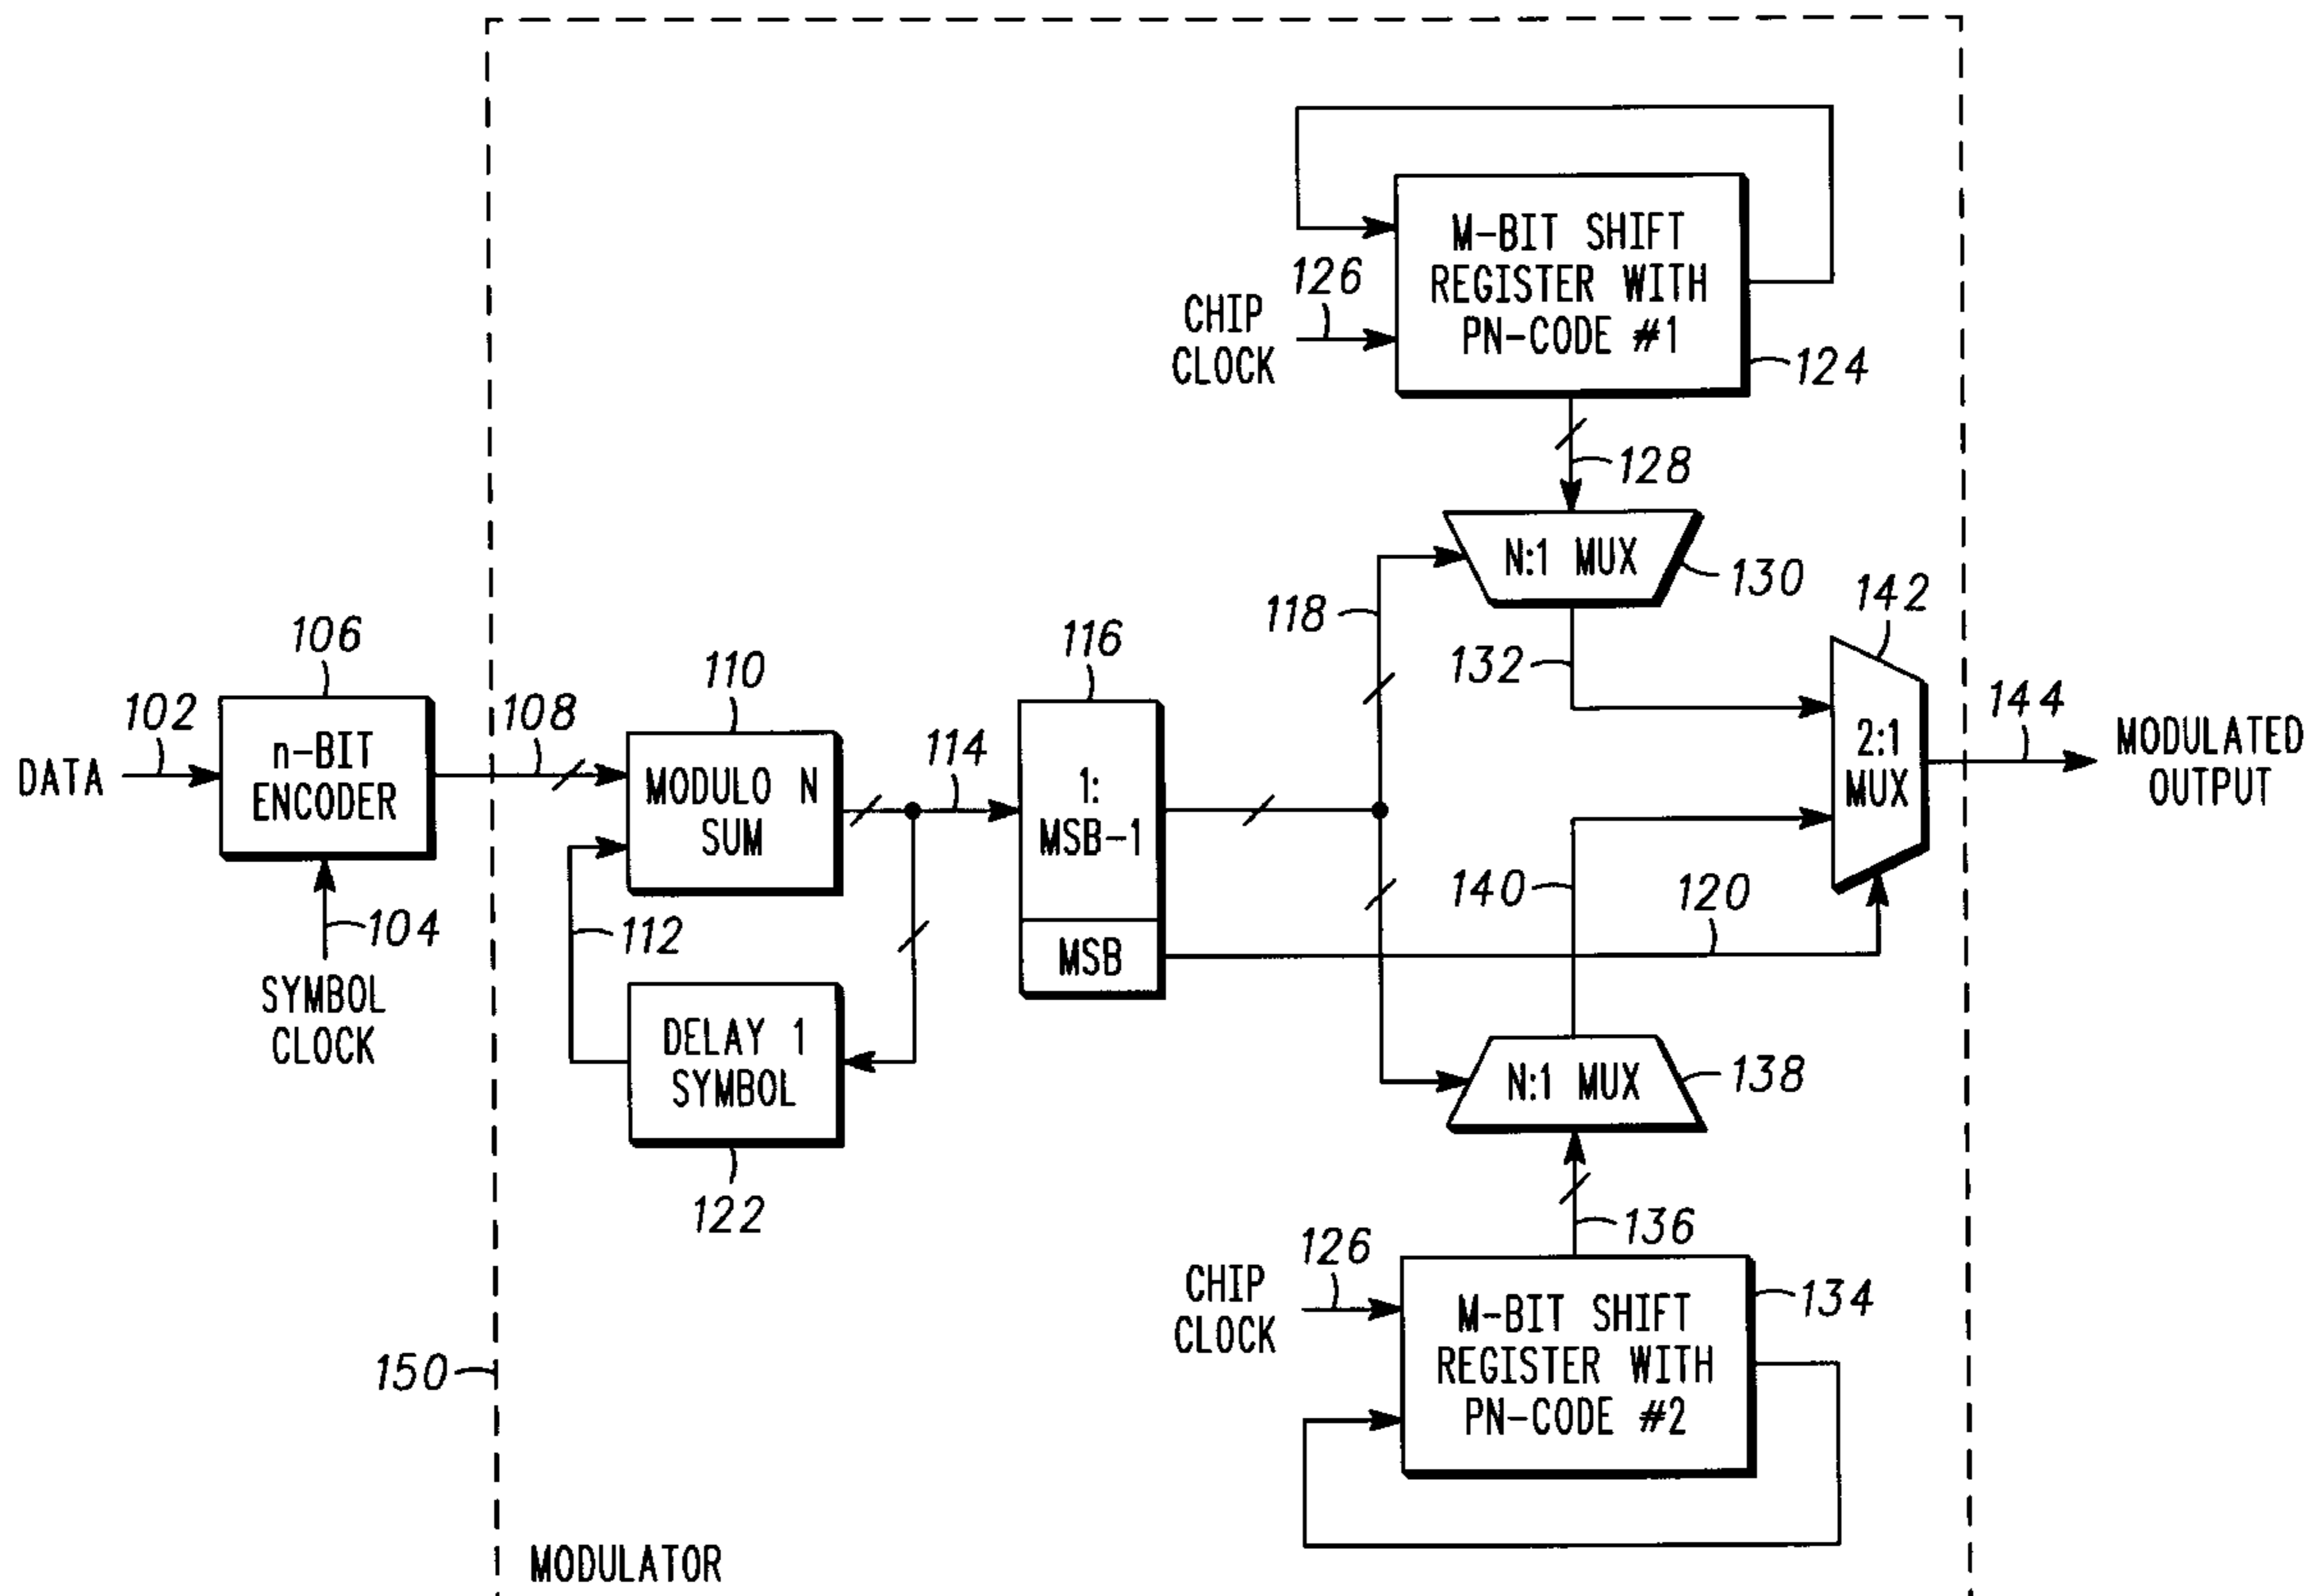 M-BIT SHIFT
REGISTER WITH
PN-CODE #1
126
CHIP
CLOCK
124
128
N:1 MUX
130
118
132
142
106
116
110
102
108
114
144
DATA
n-BIT
ENCODER
MODULO N
SUM
1:
MSB-1
2:1
MUX
MODULATED
OUTPUT
140
120
104
112
MSB
SYMBOL
CLOCK
DELAY 1
SYMBOL
N:1 MUX
138
122
136
126
CHIP
CLOCK
134
M-BIT SHIFT
REGISTER WITH
PN-CODE #2
150
MODULATOR